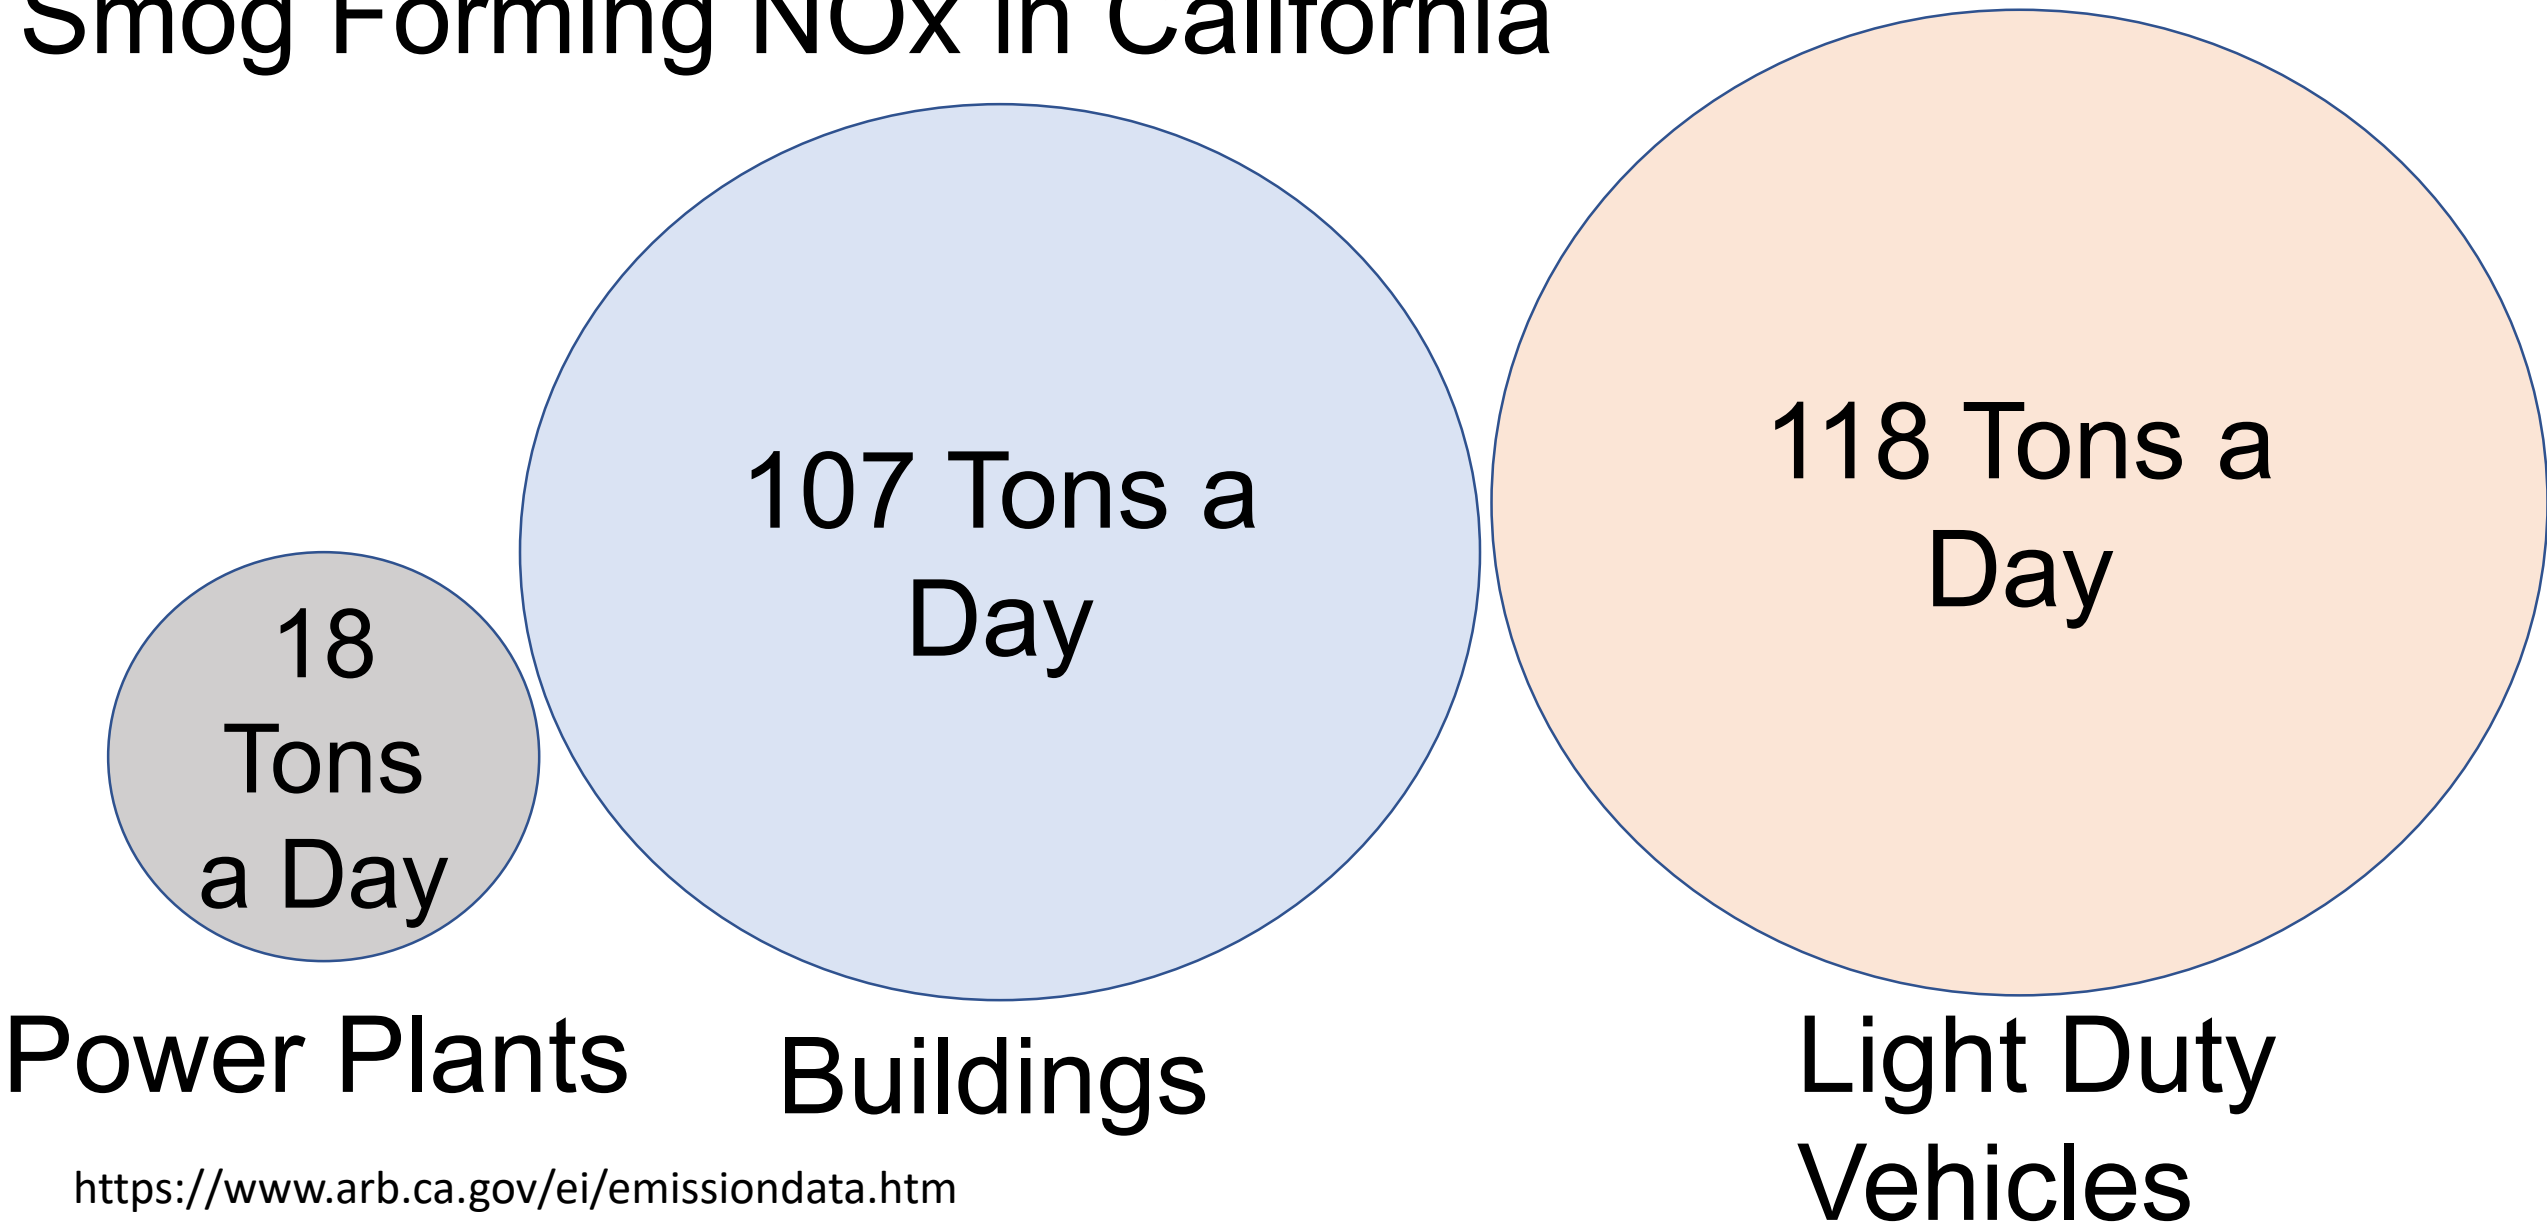 Smog Forming NOx in California
18
Tons
a Day
107 Tons a
Day
118 Tons a
Day
Power Plants
Buildings
Light Duty
Vehicles
https://www.arb.ca.gov/ei/emissiondata.htm